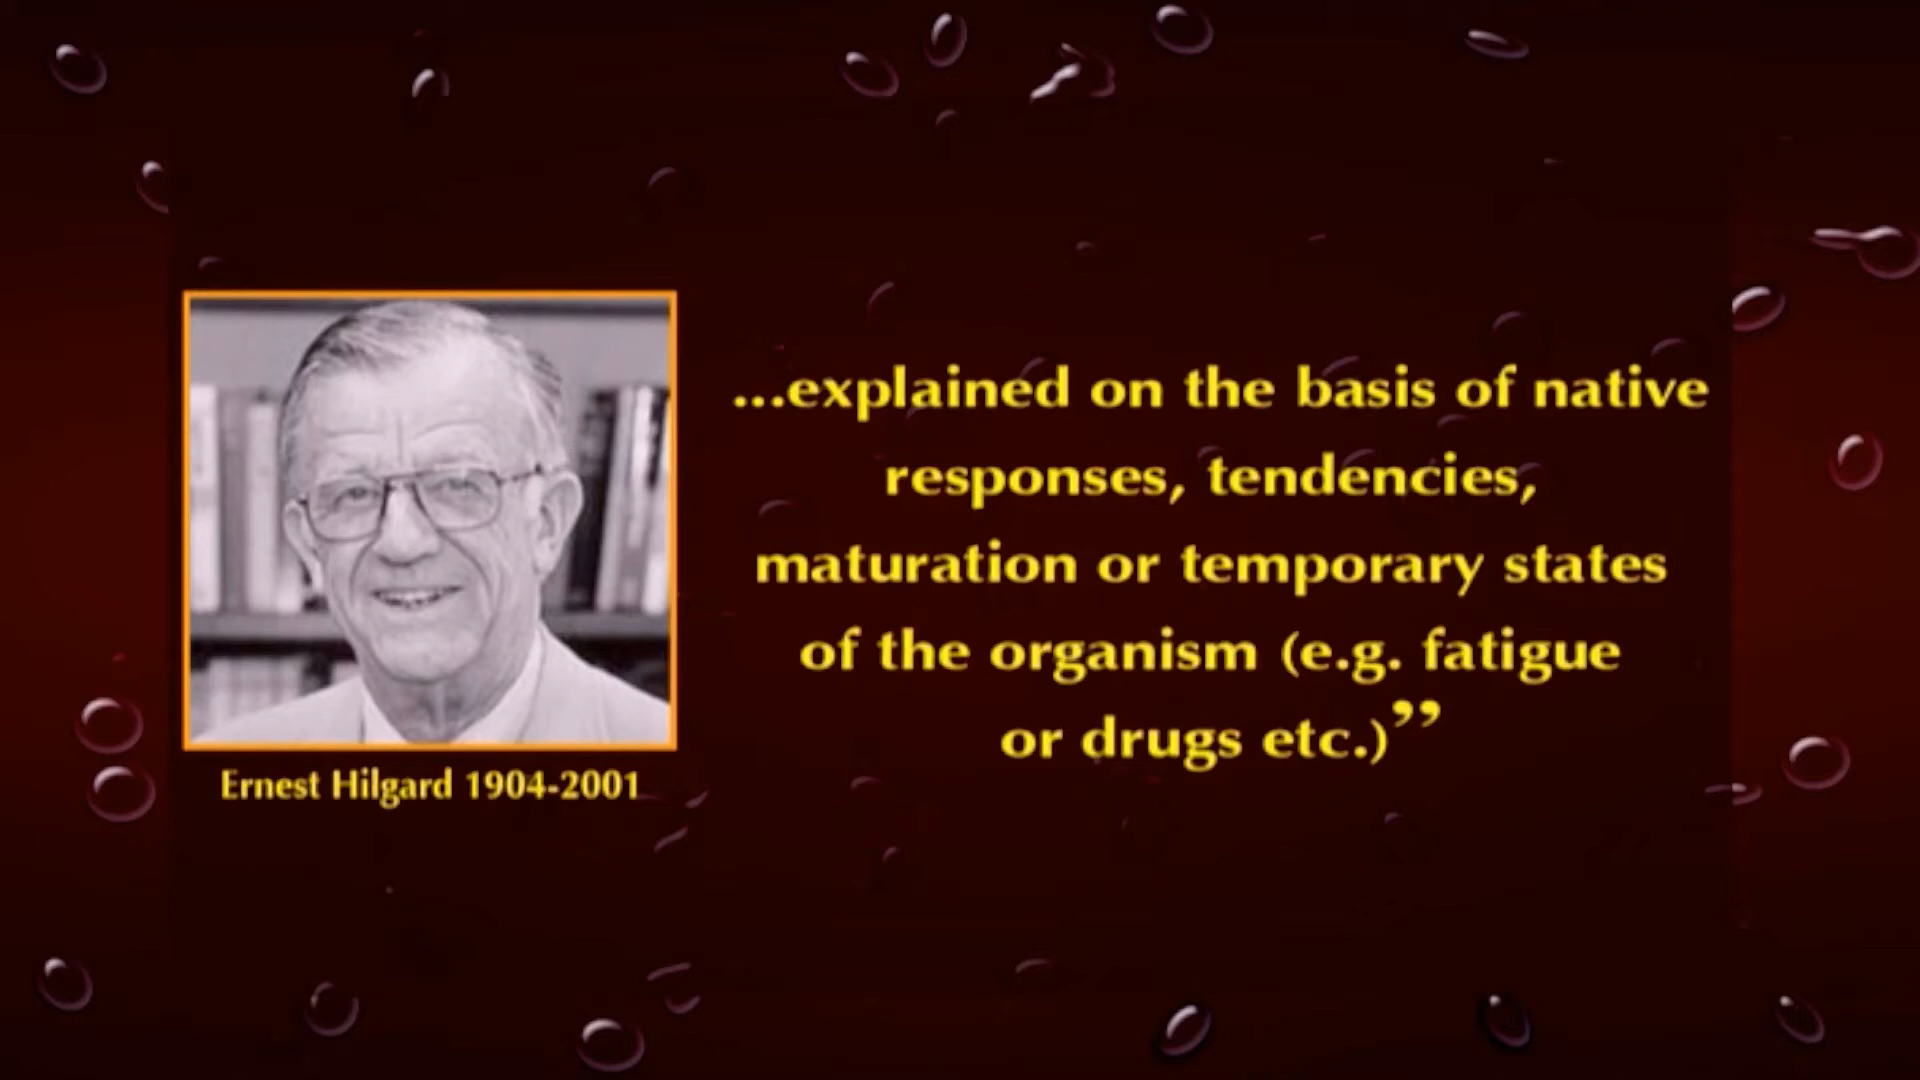 ...explained on the basis of native
responses, tendencies,
maturation or temporary states
of the organism (e.g. fatigue
or drugs etc.)”
Ernest Hilgard 1904-2001